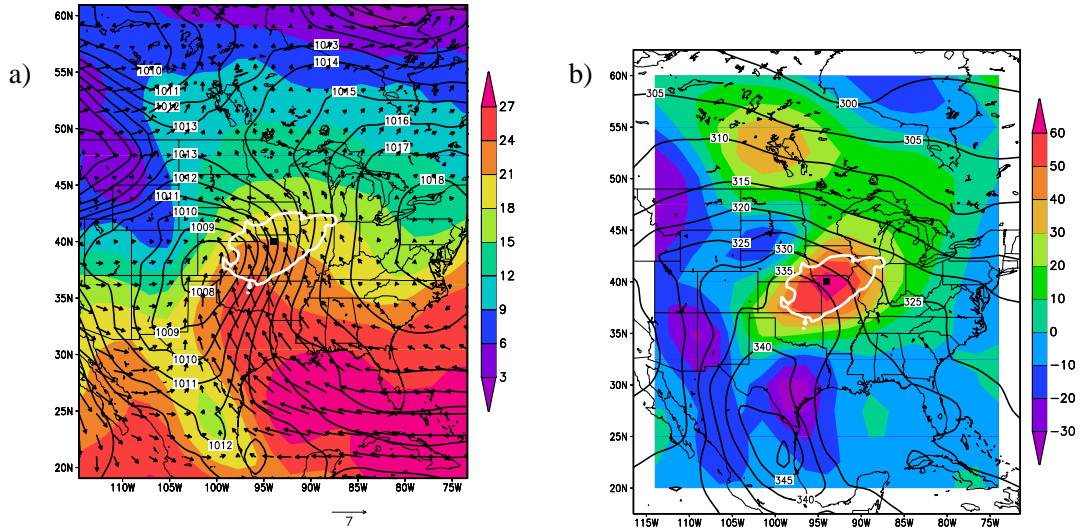 a)
60N
55N
50N
45N
40N
35N
30N
25N
20N
110W 105W 100W 95W 90W 85W 80W 75W
1013
1014
1010
1015
1011
1012
1016
1013
1017
1013
1012
1018
1011
1010
1009
1008
1009
1010
1011
1012
27
24
21
18
15
12
9
6
3
7
b)
60N
55N
50N
45N
40N
35N
30N
25N
20N
115W 110W 105W 100W 95W 90W 85W 80W 75W
305
300
310
305
315
320
325
330
335
325
340
345
340
60
50
40
30
20
10
0
−10
−20
−30